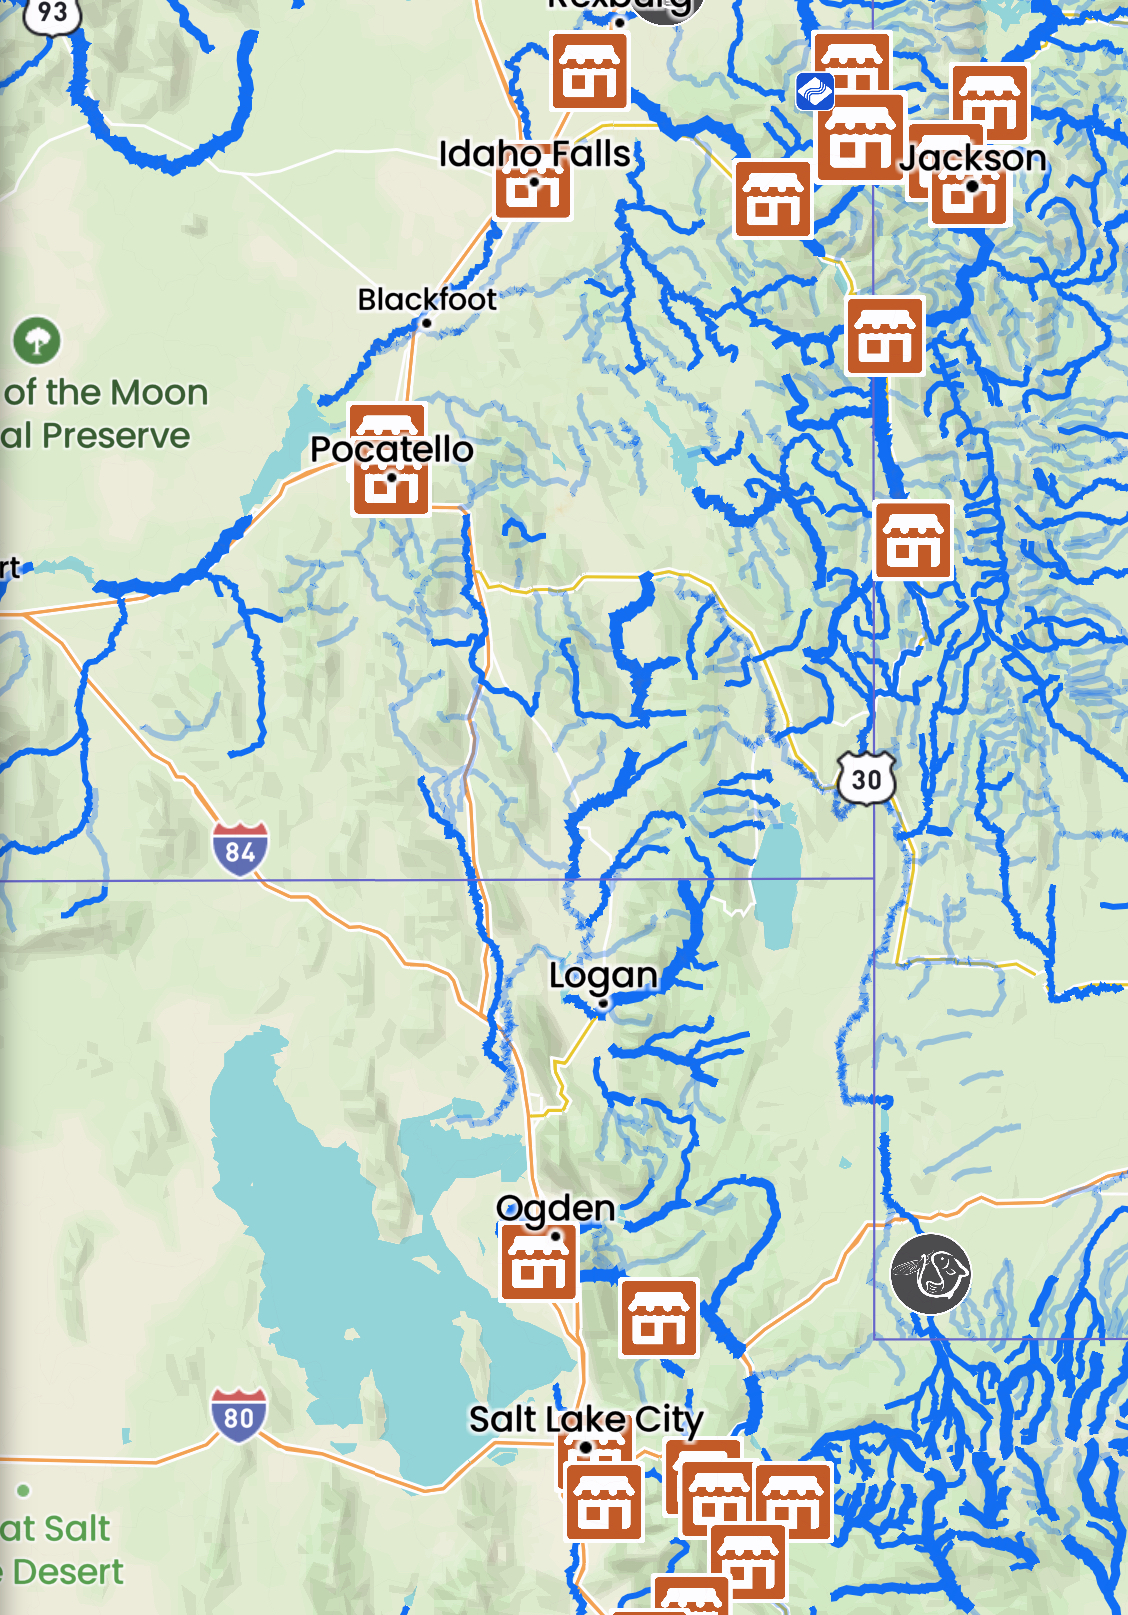 93
Rexburg
Idaho Falls
Jackson
Blackfoot
of the Moon
al Preserve
Pocatello
rt
30
84
Logan
Ogden
80
Salt Lake City
at Salt
e Desert